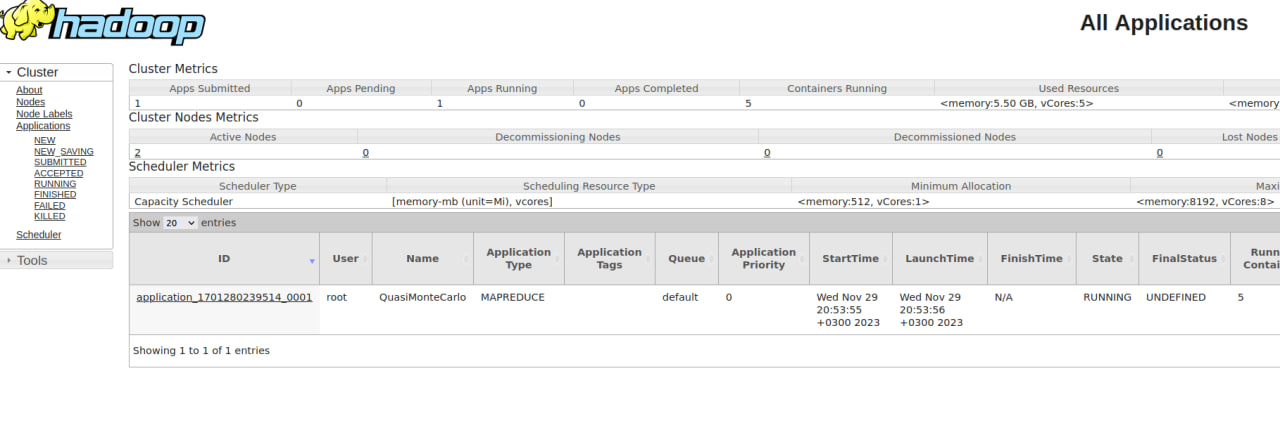 hadoop
All Applications
Cluster
About
Nodes
Node Labels
Applications
NEW
NEW_SAVING
SUBMITTED
ACCEPTED
RUNNING
FINISHED
FAILED
KILLED
Scheduler
Tools
Cluster Metrics
Apps Submitted Apps Pending Apps Running Apps Completed Containers Running Used Resources
1 0 1 0 5 <memory:5.50 GB, vCores:5> <memory
Cluster Nodes Metrics
Active Nodes Decommissioning Nodes Decommissioned Nodes Lost Nodes
2 0 0 0
Scheduler Metrics
Scheduler Type Scheduling Resource Type Minimum Allocation Maxi
Capacity Scheduler [memory-mb (unit=Mi), vcores] <memory:512, vCores:1> <memory:8192, vCores:8>
Show 20 entries
ID User Name Application Type Application Tags Queue Application Priority StartTime LaunchTime FinishTime State FinalStatus Runn Contai
application_1701280239514_0001 root QuasiMonteCarlo MAPREDUCE default 0 Wed Nov 29 20:53:55 +0300 2023 Wed Nov 29 20:53:56 +0300 2023 N/A RUNNING UNDEFINED 5
Showing 1 to 1 of 1 entries